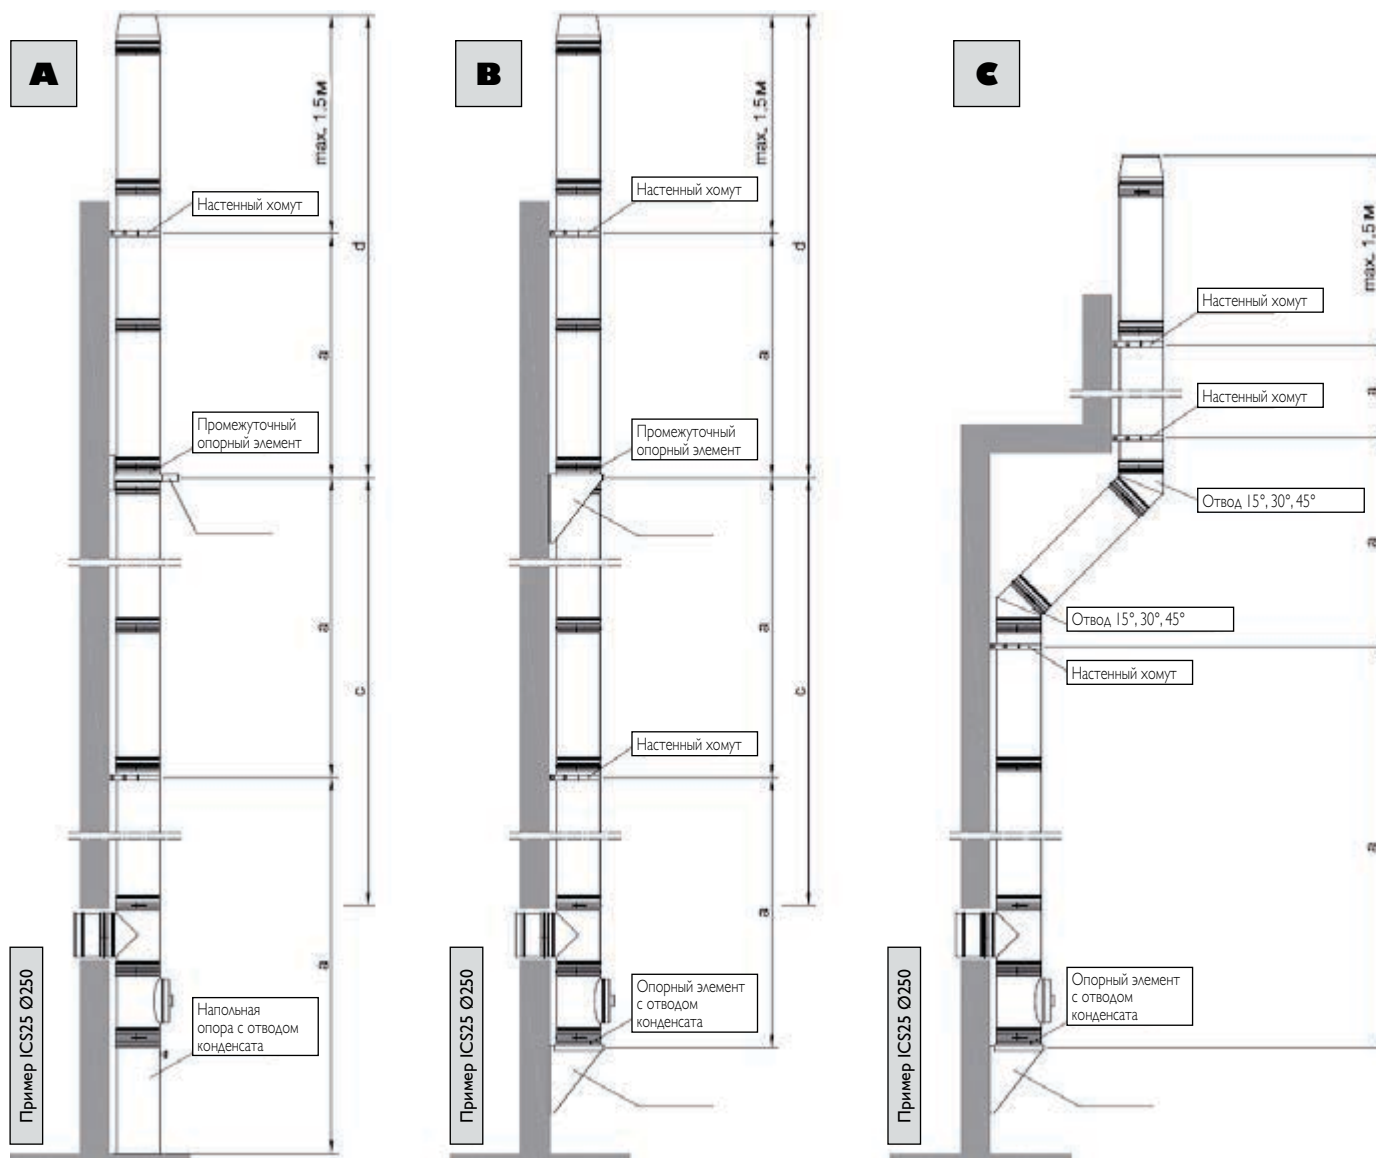 A
max. 1.5м
Настенный хомут
d
a
Промежуточный
опорный элемент
a
c
a
Напольная
опора с отводом
конденсата
Пример ICS25 Ø250
B
max. 1.5м
Настенный хомут
d
a
Промежуточный
опорный элемент
a
c
Настенный хомут
a
Опорный элемент
с отводом
конденсата
Пример ICS25 Ø250
C
max. 1.5м
Настенный хомут
a
Настенный хомут
Отвод 15°, 30°, 45°
a
Отвод 15°, 30°, 45°
Настенный хомут
a
Опорный элемент
с отводом
конденсата
Пример ICS25 Ø250